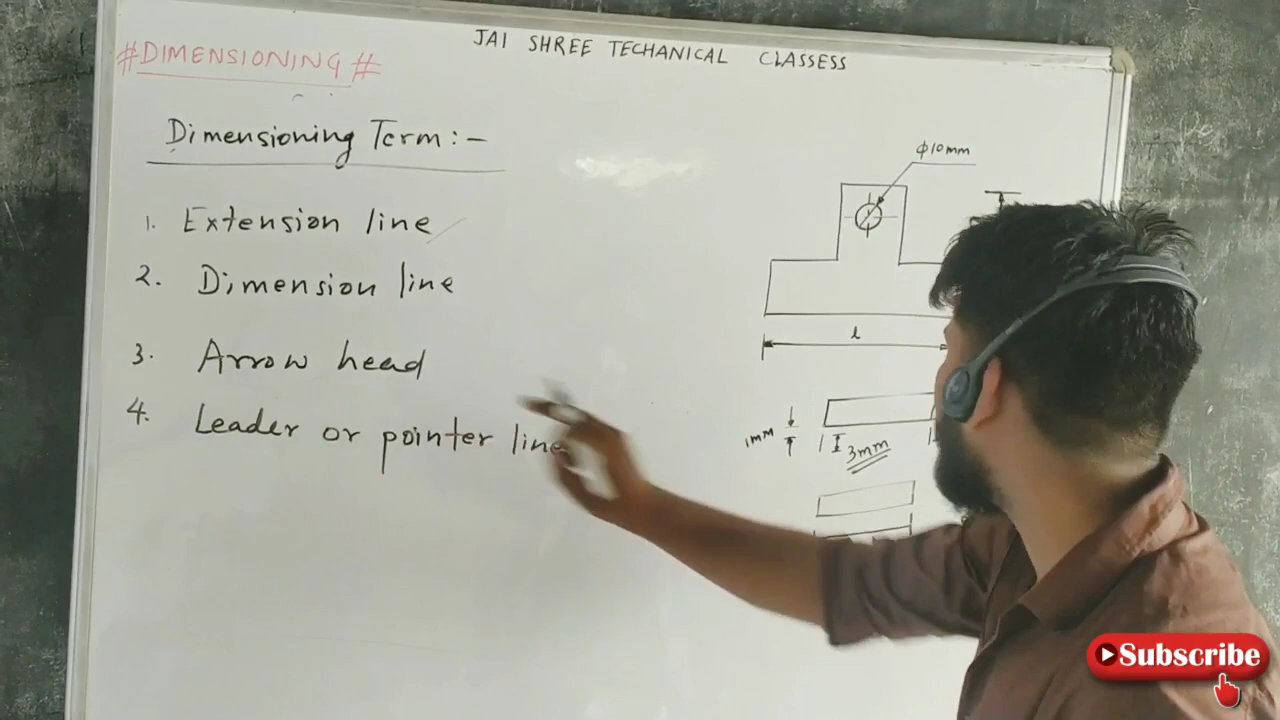 JAI SHREE TECHANICAL CLASSESS
#DIMENSIONING#
Dimensioning Term:-
1. Extension line
2. Dimension line
3. Arrow head
4. Leader or pointer line
ϕ10mm
l
1mm
3mm
Subscribe